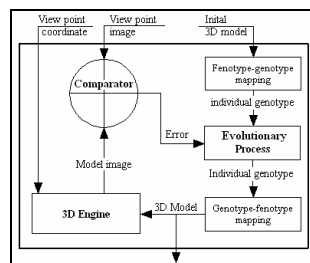 View point
coordinate
View point
image
Inital
3D model
Comparator
Fenotype-genotype
mapping
individual genotype
Error
Evolutionary
Process
Model image
Individual genotype
3D Engine
3D Model
Genotype-fenotype
mapping